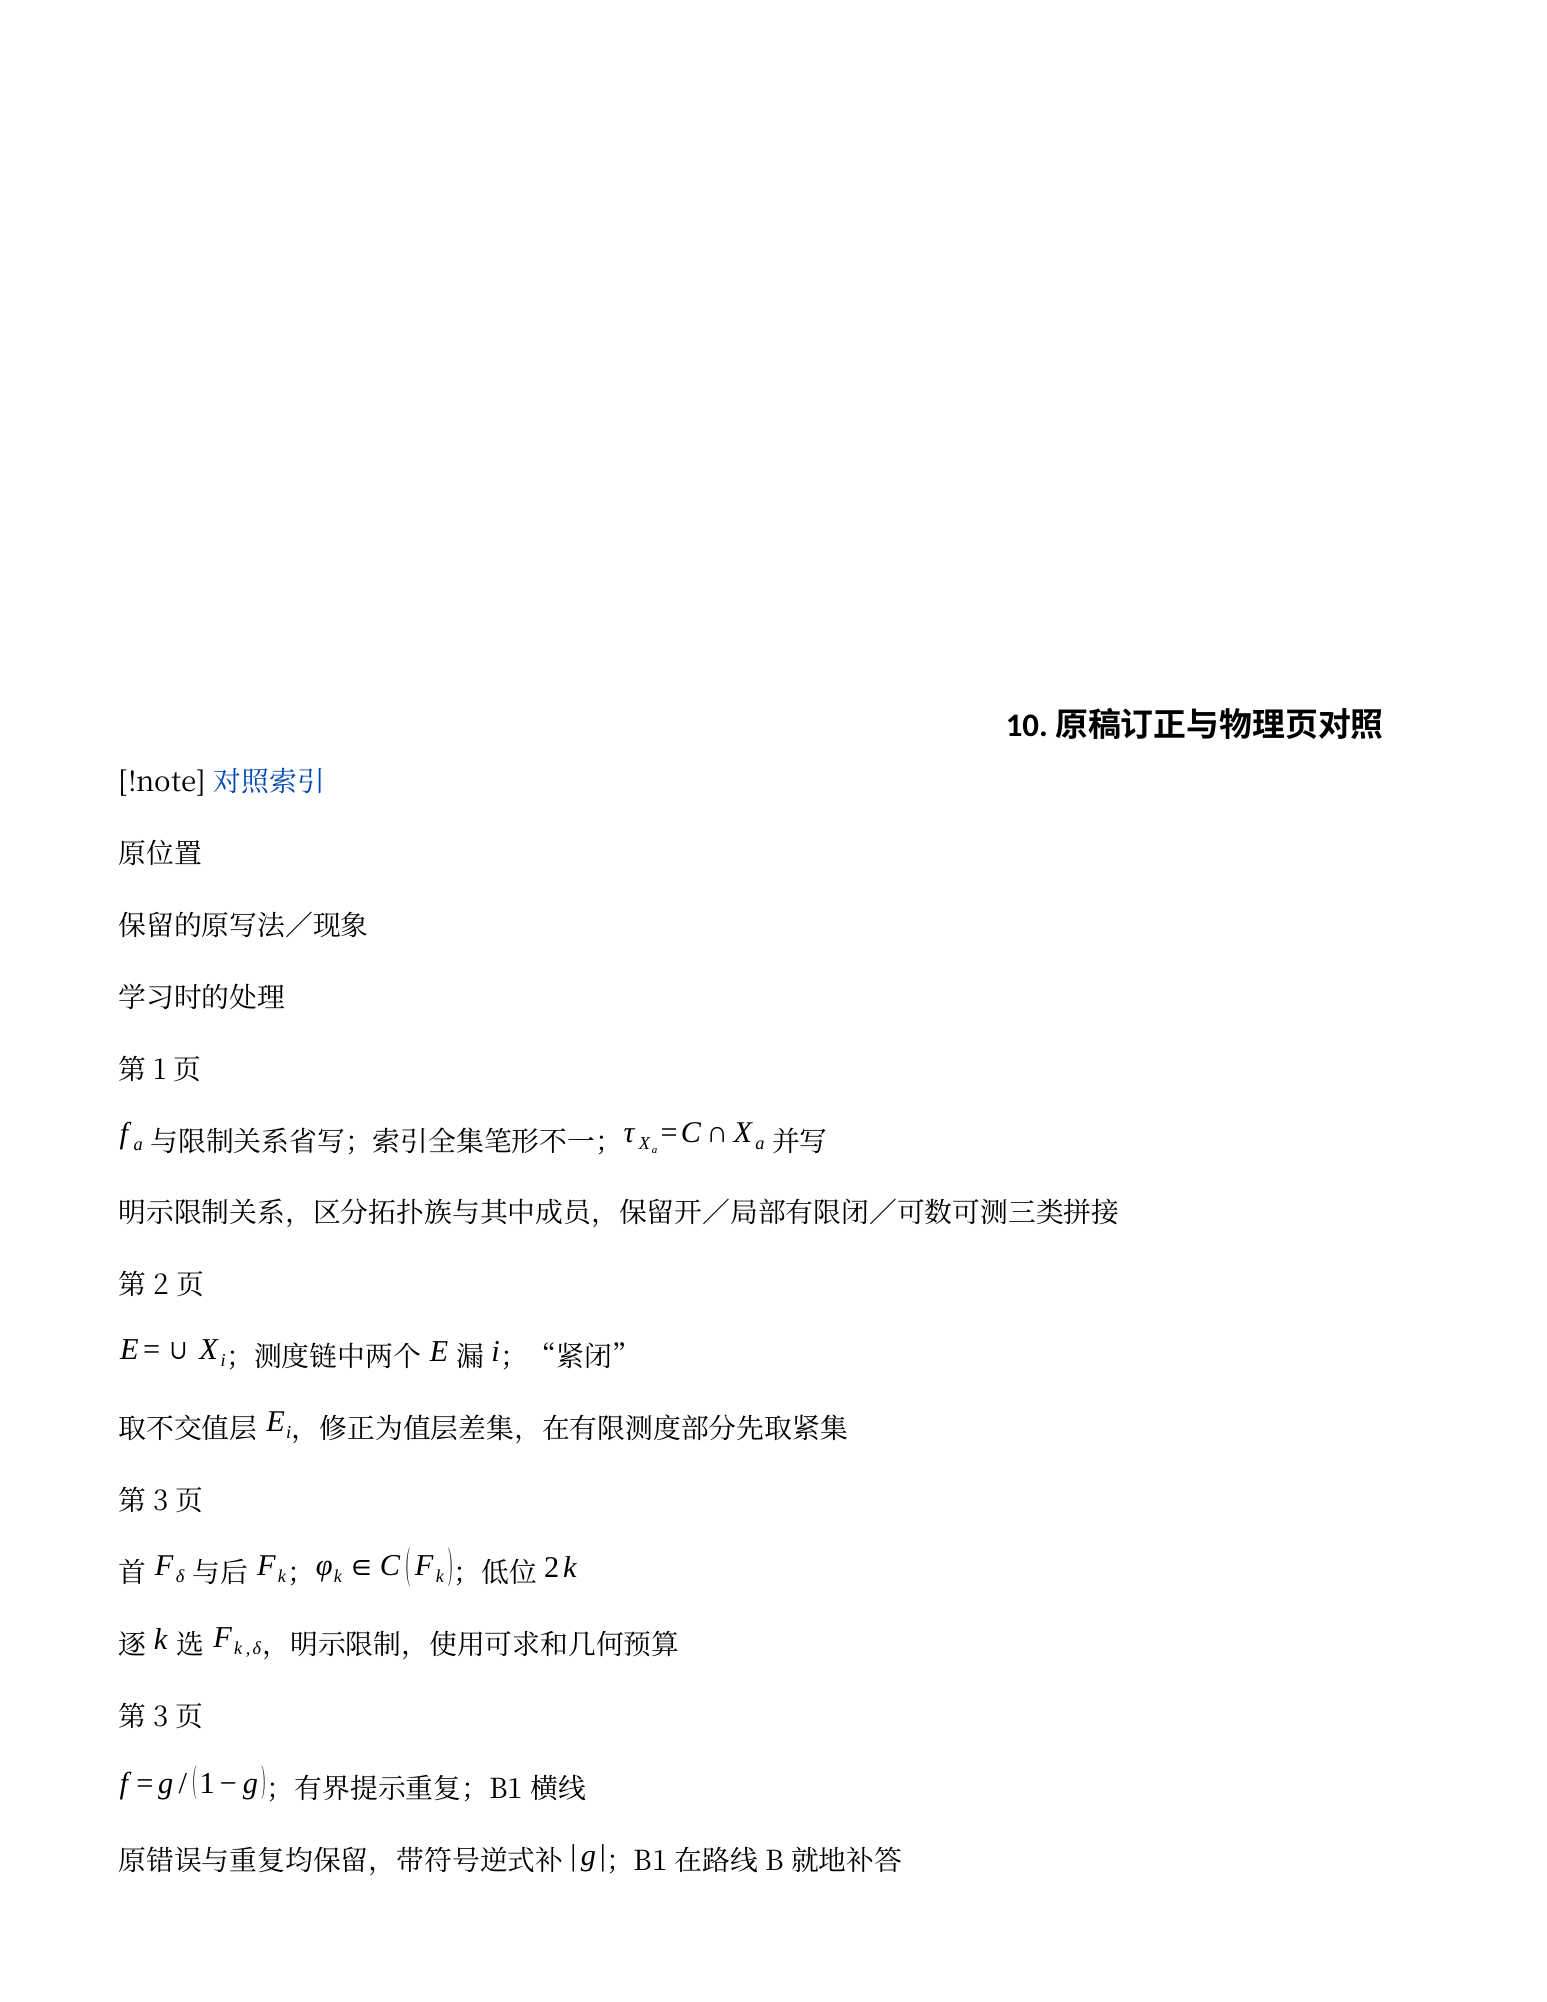 10. 原稿订正与物理页对照
[!note] 对照索引
原位置
保留的原写法／现象
学习时的处理
第 1 页
f_a 与限制关系省写；索引全集笔形不一；τ_{X_a}=C∩X_a 并写
明示限制关系，区分拓扑族与其中成员，保留开／局部有限闭／可数可测三类拼接
第 2 页
E=∪ X_i；测度链中两个 E 漏 i；“紧闭”
取不交值层 E_i，修正为值层差集，在有限测度部分先取紧集
第 3 页
首 F_δ 与后 F_k；φ_k∈C(F_k)；低位 2k
逐 k 选 F_{k,δ}，明示限制，使用可求和几何预算
第 3 页
f=g/(1−g)；有界提示重复；B1 横线
原错误与重复均保留，带符号逆式补 |g|；B1 在路线 B 就地补答